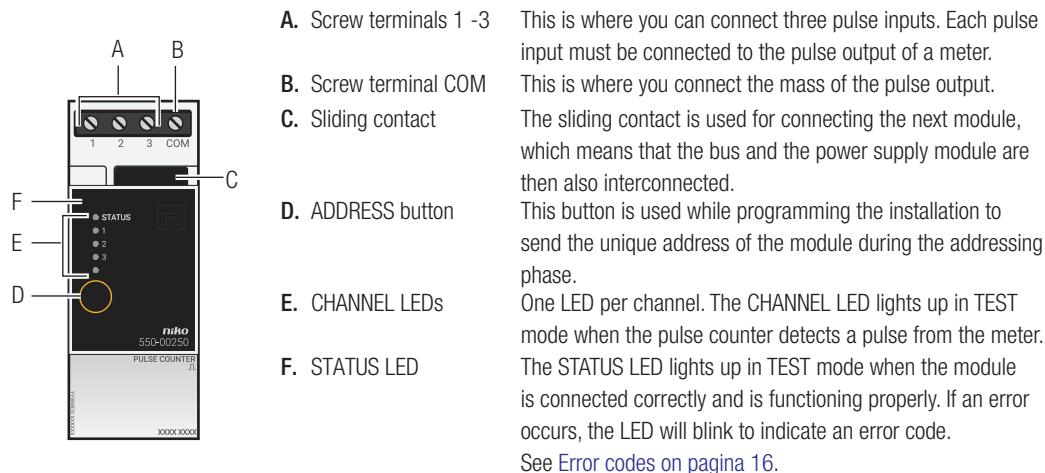 A. Screw terminals 1 -3 This is where you can connect three pulse inputs. Each pulse
input must be connected to the pulse output of a meter.
B. Screw terminal COM This is where you connect the mass of the pulse output.
C. Sliding contact The sliding contact is used for connecting the next module,
which means that the bus and the power supply module are
then also interconnected.
D. ADDRESS button This button is used while programming the installation to
send the unique address of the module during the addressing
phase.
E. CHANNEL LEDs One LED per channel. The CHANNEL LED lights up in TEST
mode when the pulse counter detects a pulse from the meter.
F. STATUS LED The STATUS LED lights up in TEST mode when the module
is connected correctly and is functioning properly. If an error
occurs, the LED will blink to indicate an error code.
See Error codes on pagina 16.
A B
1 2 3 COM
C
F
STATUS
1
E
2
3
D
niko
550-00250
PULSE COUNTER
XXXX XXXX